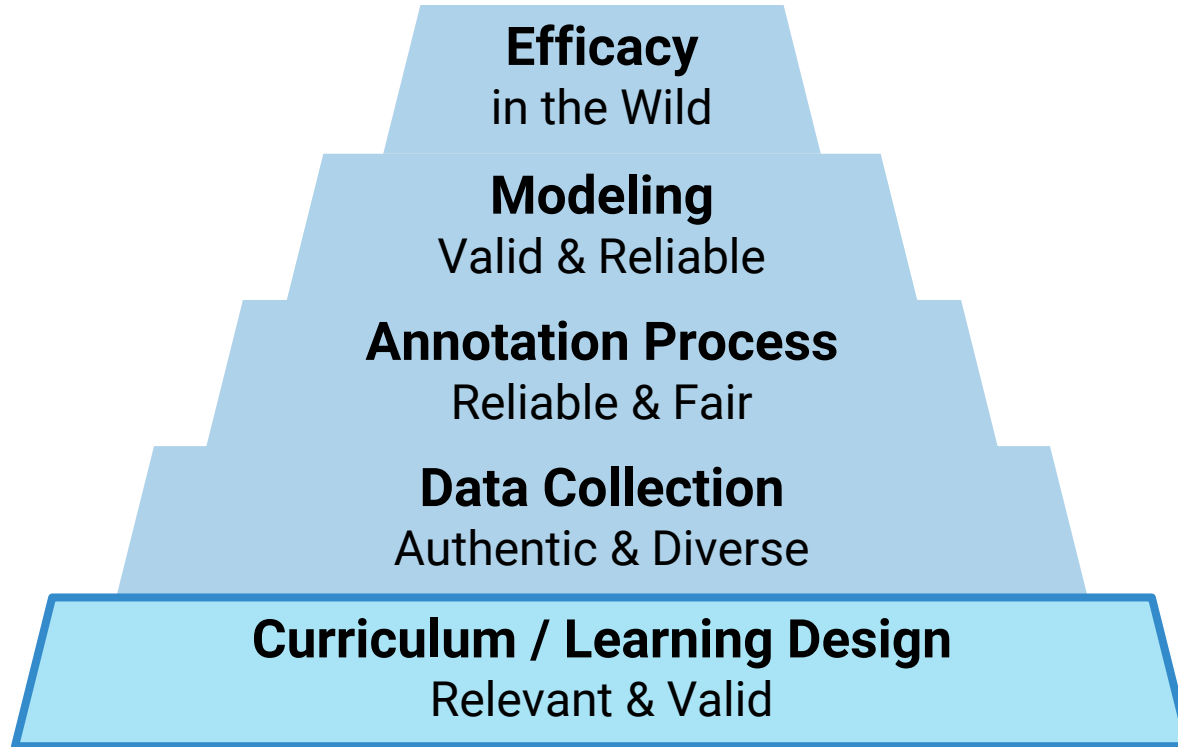 Efficacy
in the Wild
Modeling
Valid & Reliable
Annotation Process
Reliable & Fair
Data Collection
Authentic & Diverse
Curriculum / Learning Design
Relevant & Valid